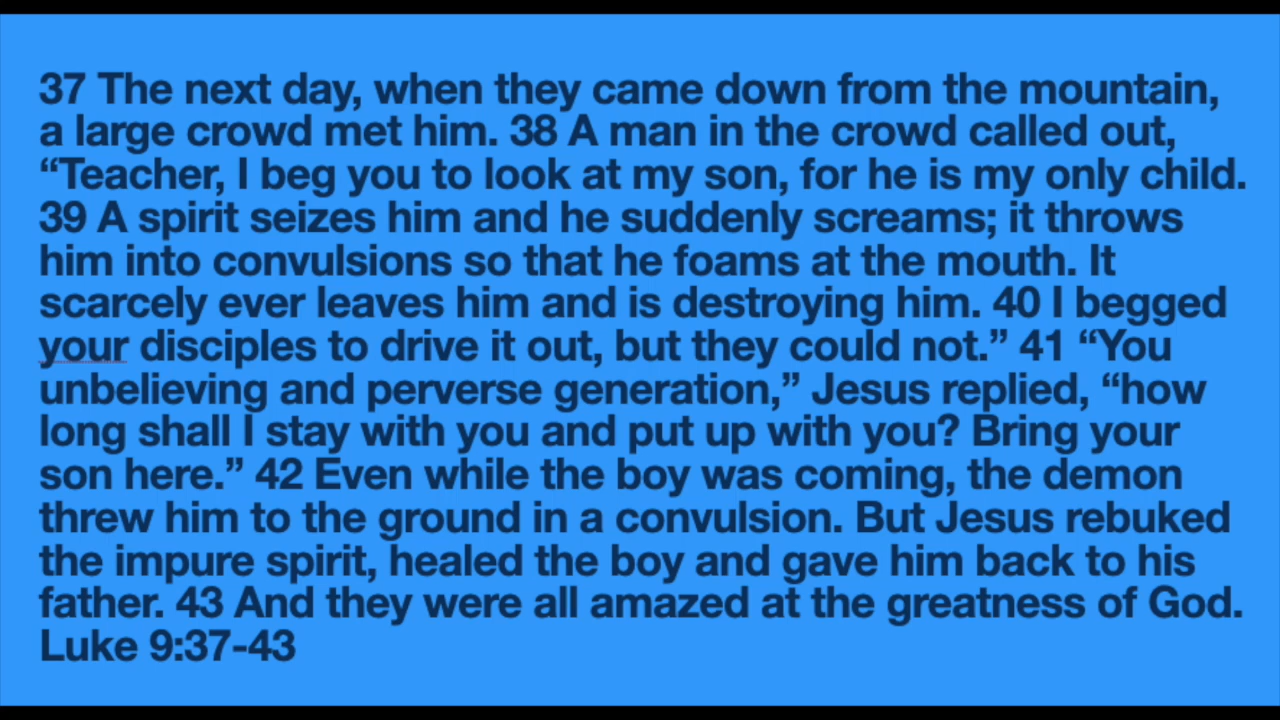 37 The next day, when they came down from the mountain,
a large crowd met him. 38 A man in the crowd called out,
“Teacher, I beg you to look at my son, for he is my only child.
39 A spirit seizes him and he suddenly screams; it throws
him into convulsions so that he foams at the mouth. It
scarcely ever leaves him and is destroying him. 40 I begged
your disciples to drive it out, but they could not.” 41 “You
unbelieving and perverse generation,” Jesus replied, “how
long shall I stay with you and put up with you? Bring your
son here.” 42 Even while the boy was coming, the demon
threw him to the ground in a convulsion. But Jesus rebuked
the impure spirit, healed the boy and gave him back to his
father. 43 And they were all amazed at the greatness of God.
Luke 9:37-43